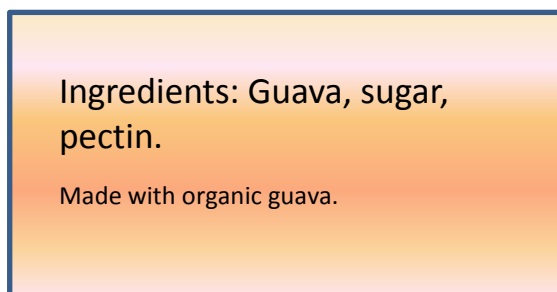 Ingredients: Guava, sugar,
pectin.
Made with organic guava.